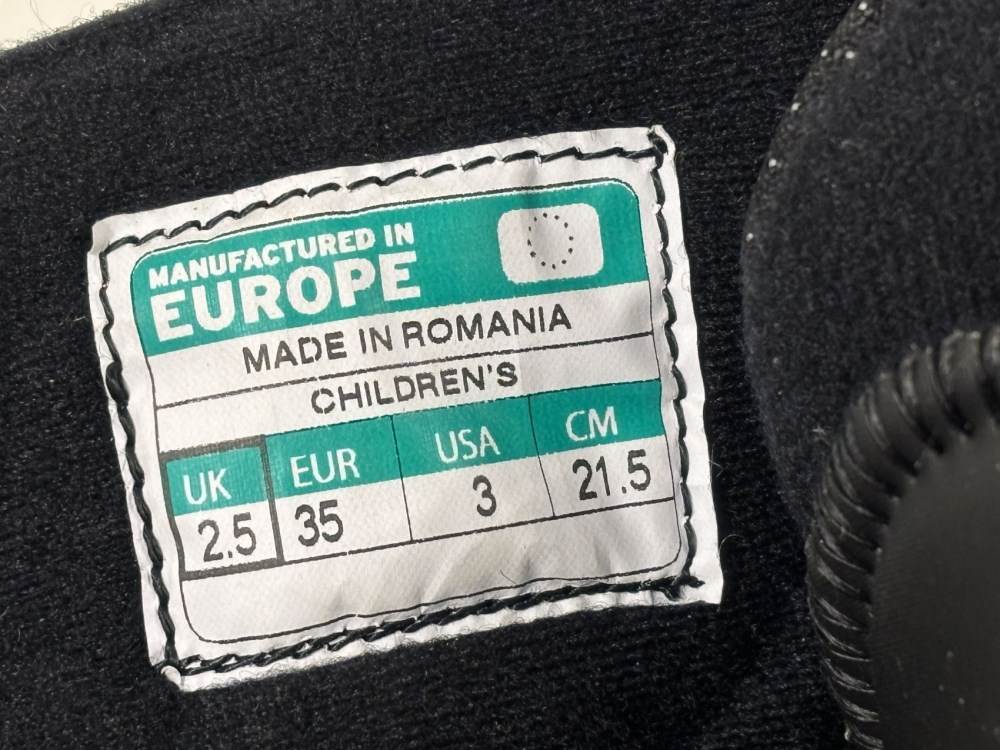 MANUFACTURED IN
EUROPE
MADE IN ROMANIA
CHILDREN'S
UK EUR USA CM
2.5 35 3 21.5